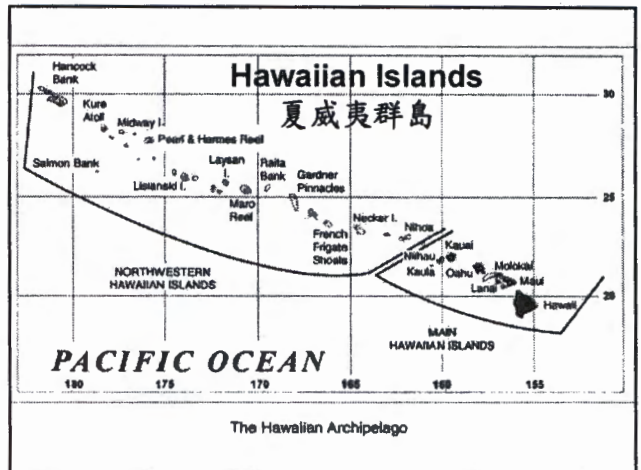 Hawaiian Islands
夏威夷群島
Hancock
Bank
Kure
Atoll
Midway I.
Pearl & Hermes Reef
Salmon Bank
Lisianski I.
Laysan
I.
Maro
Reef
Raita
Bank
Gardner
Pinnacles
French
Frigate
Shoals
Necker I.
Nihoa
Niihau
Kaula
Kauai
Oahu
Molokai
Lanai
Maui
Hawaii
NORTHWESTERN
HAWAIIAN ISLANDS
MAIN
HAWAIIAN ISLANDS
PACIFIC OCEAN
30
25
20
180
175
170
165
160
155
The Hawaiian Archipelago